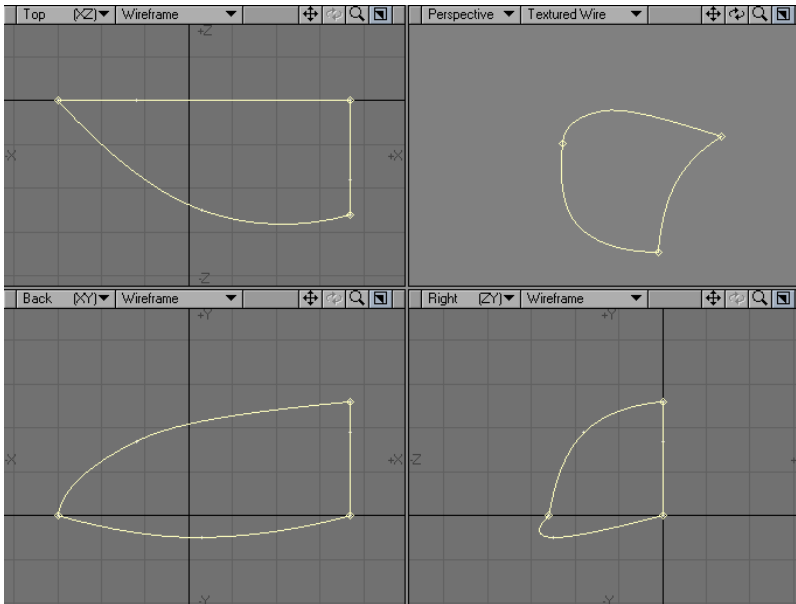 Top (XZ) Wireframe
Perspective Textured Wire
+Z
-X +X
-Z
Back (XY) Wireframe
Right (ZY) Wireframe
+Y
+Y
-X +X
-Z
-Y
-Y